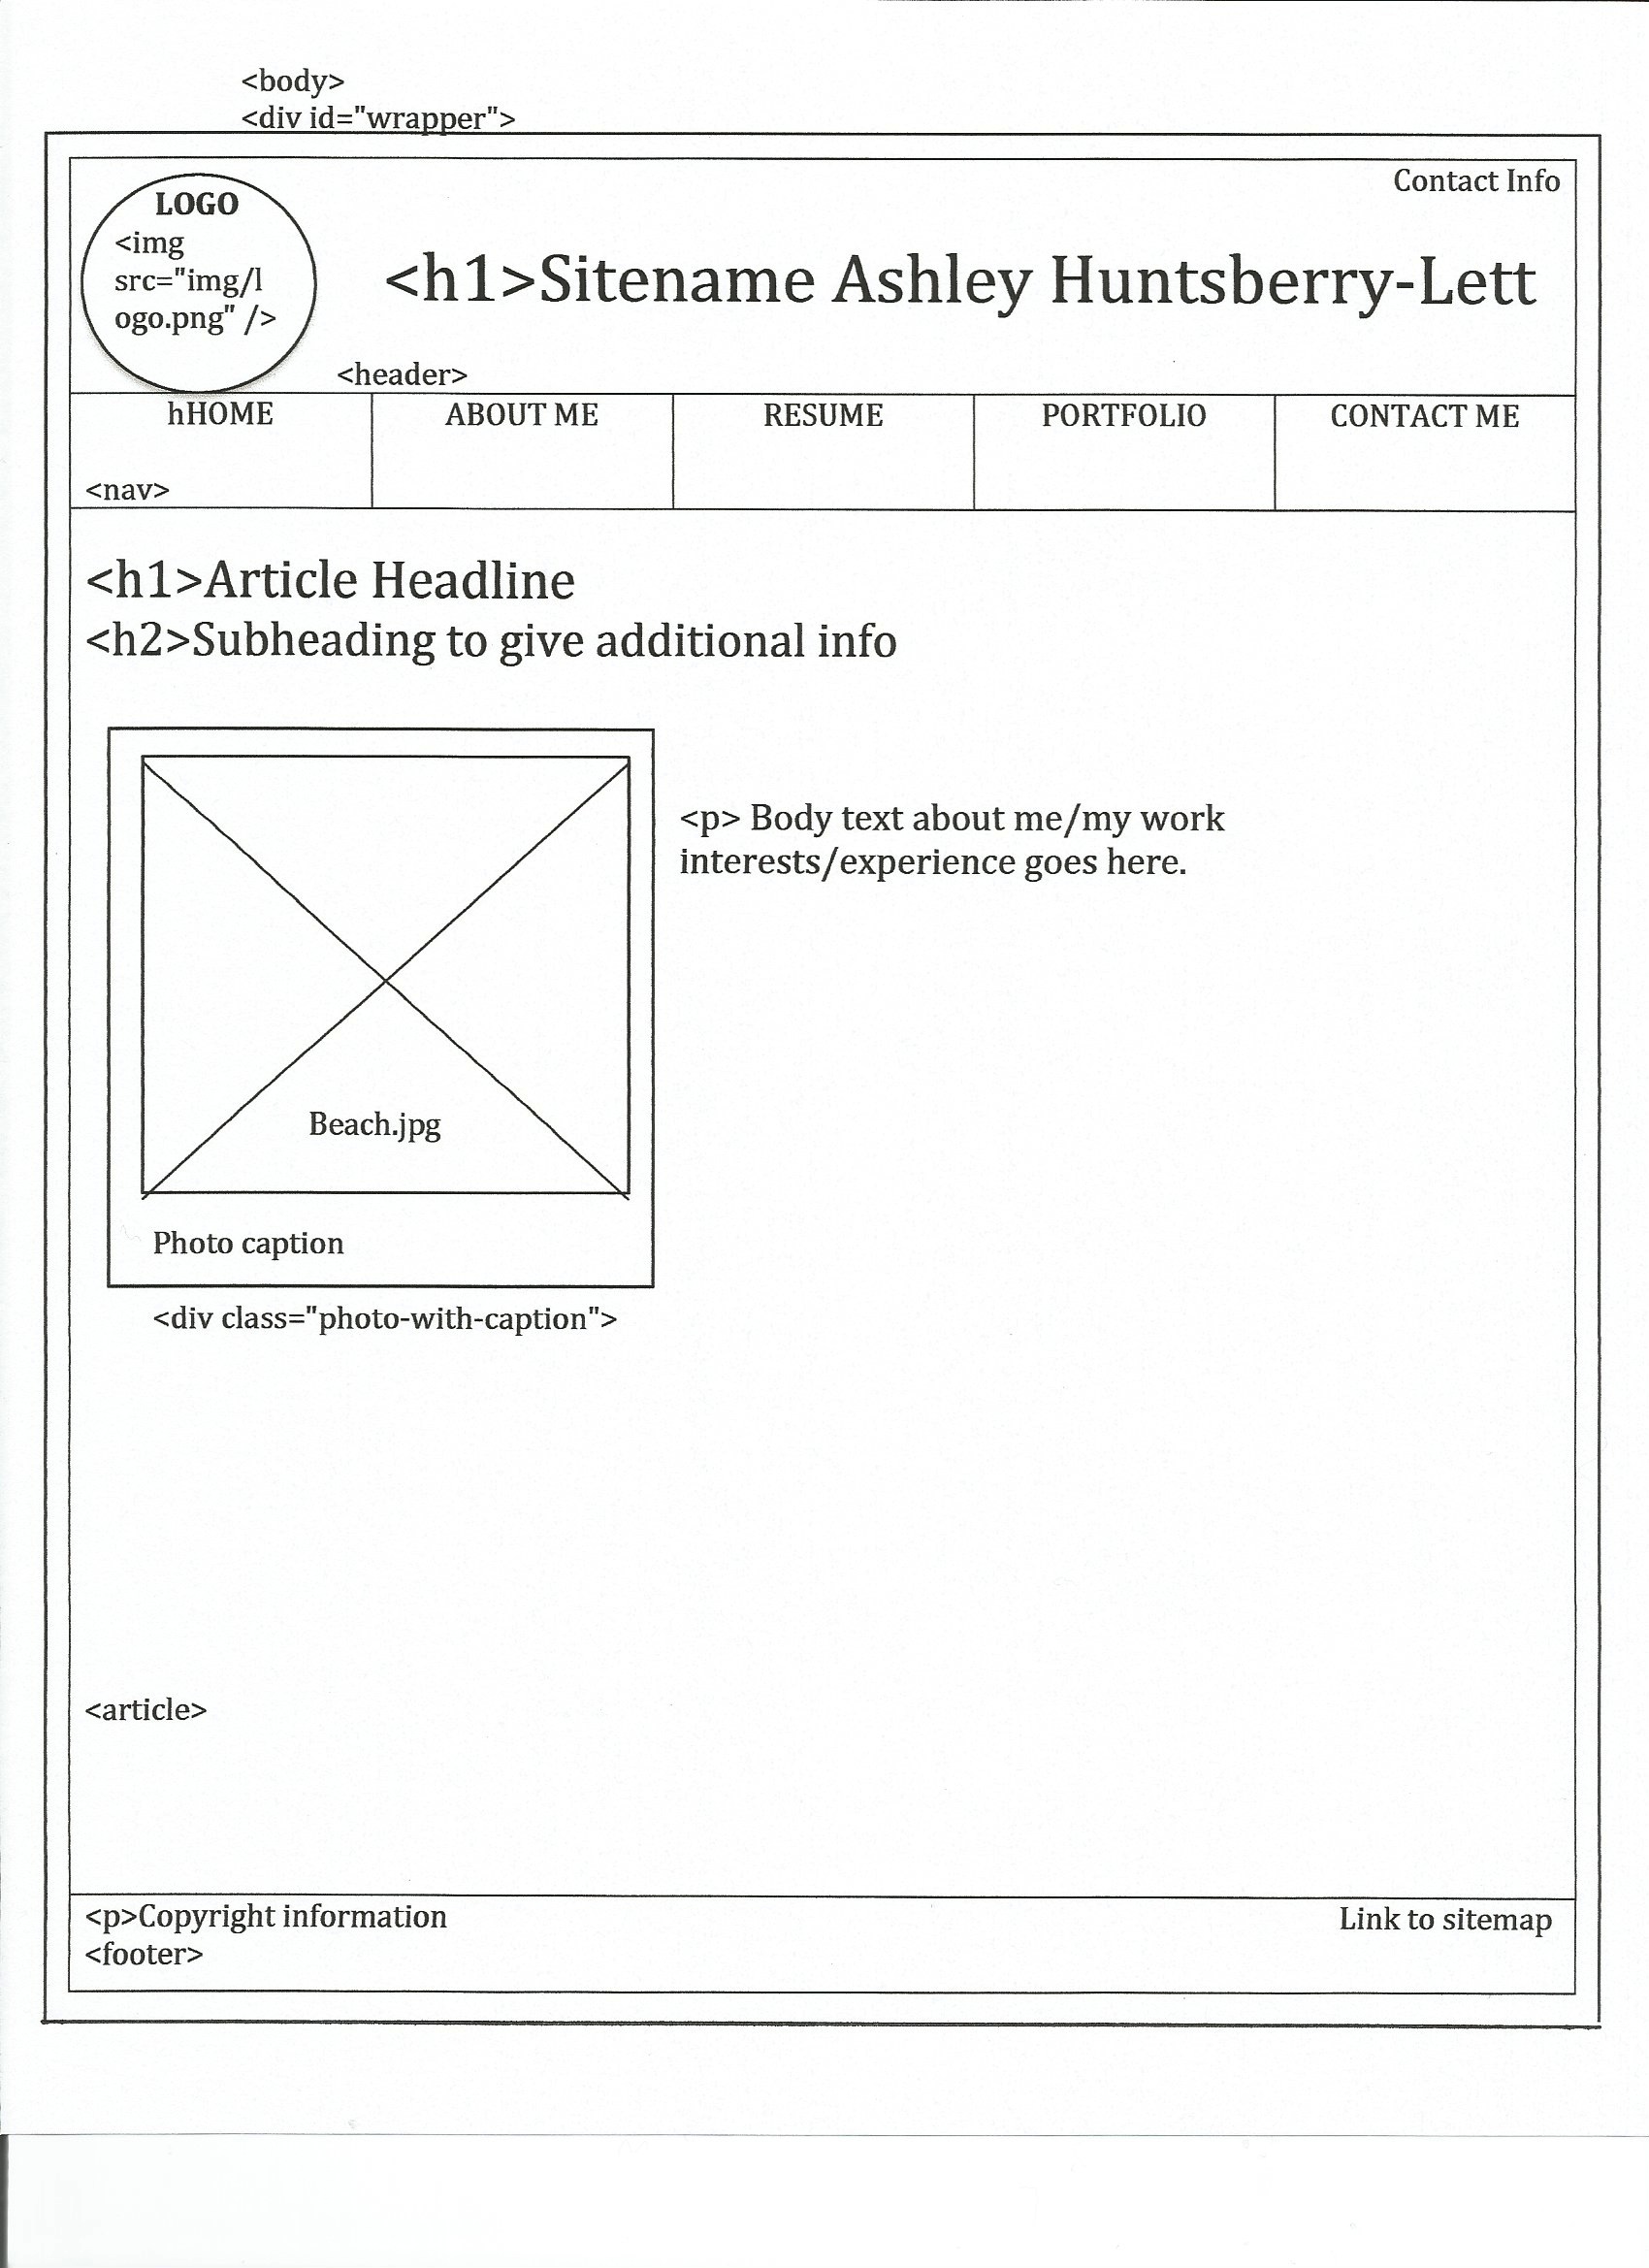 <body>
<div id="wrapper">
Contact Info
LOGO
<img
src="img/l
ogo.png" />
<h1>Sitename Ashley Huntsberry-Lett
<header>
hHOME
ABOUT ME
RESUME
PORTFOLIO
CONTACT ME
<nav>
<h1>Article Headline
<h2>Subheading to give additional info
<p> Body text about me/my work
interests/experience goes here.
Beach.jpg
Photo caption
<div class="photo-with-caption">
<article>
<p>Copyright information
Link to sitemap
<footer>